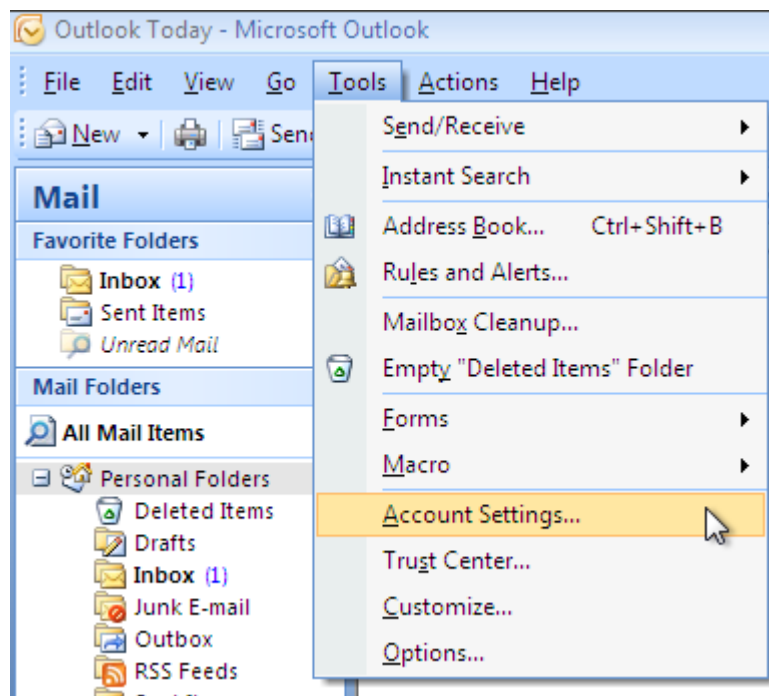 Outlook Today - Microsoft Outlook
File Edit View Go Tools Actions Help
New Send
Send/Receive
Instant Search
Address Book... Ctrl+Shift+B
Rules and Alerts...
Mailbox Cleanup...
Empty "Deleted Items" Folder
Forms
Macro
Account Settings...
Trust Center...
Customize...
Options...
Mail
Favorite Folders
Inbox (1)
Sent Items
Unread Mail
Mail Folders
All Mail Items
Personal Folders
Deleted Items
Drafts
Inbox (1)
Junk E-mail
Outbox
RSS Feeds